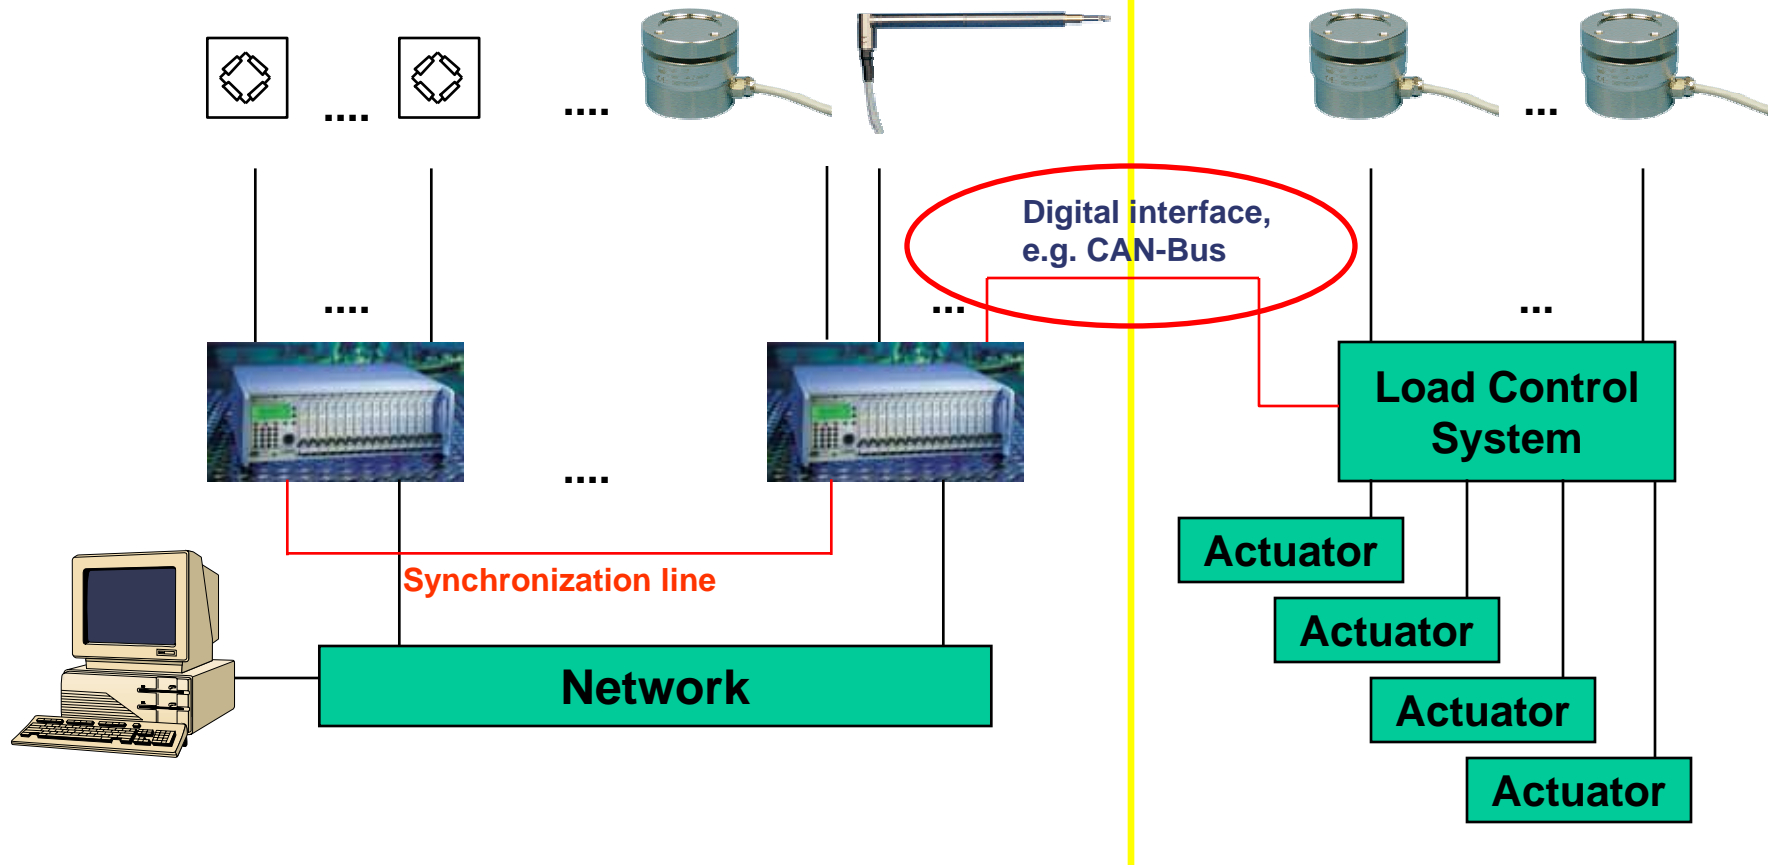 ....
....
...
Digital interface,
e.g. CAN-Bus
....
...
...
Load Control
System
....
Actuator
Synchronization line
Actuator
Network
Actuator
Actuator